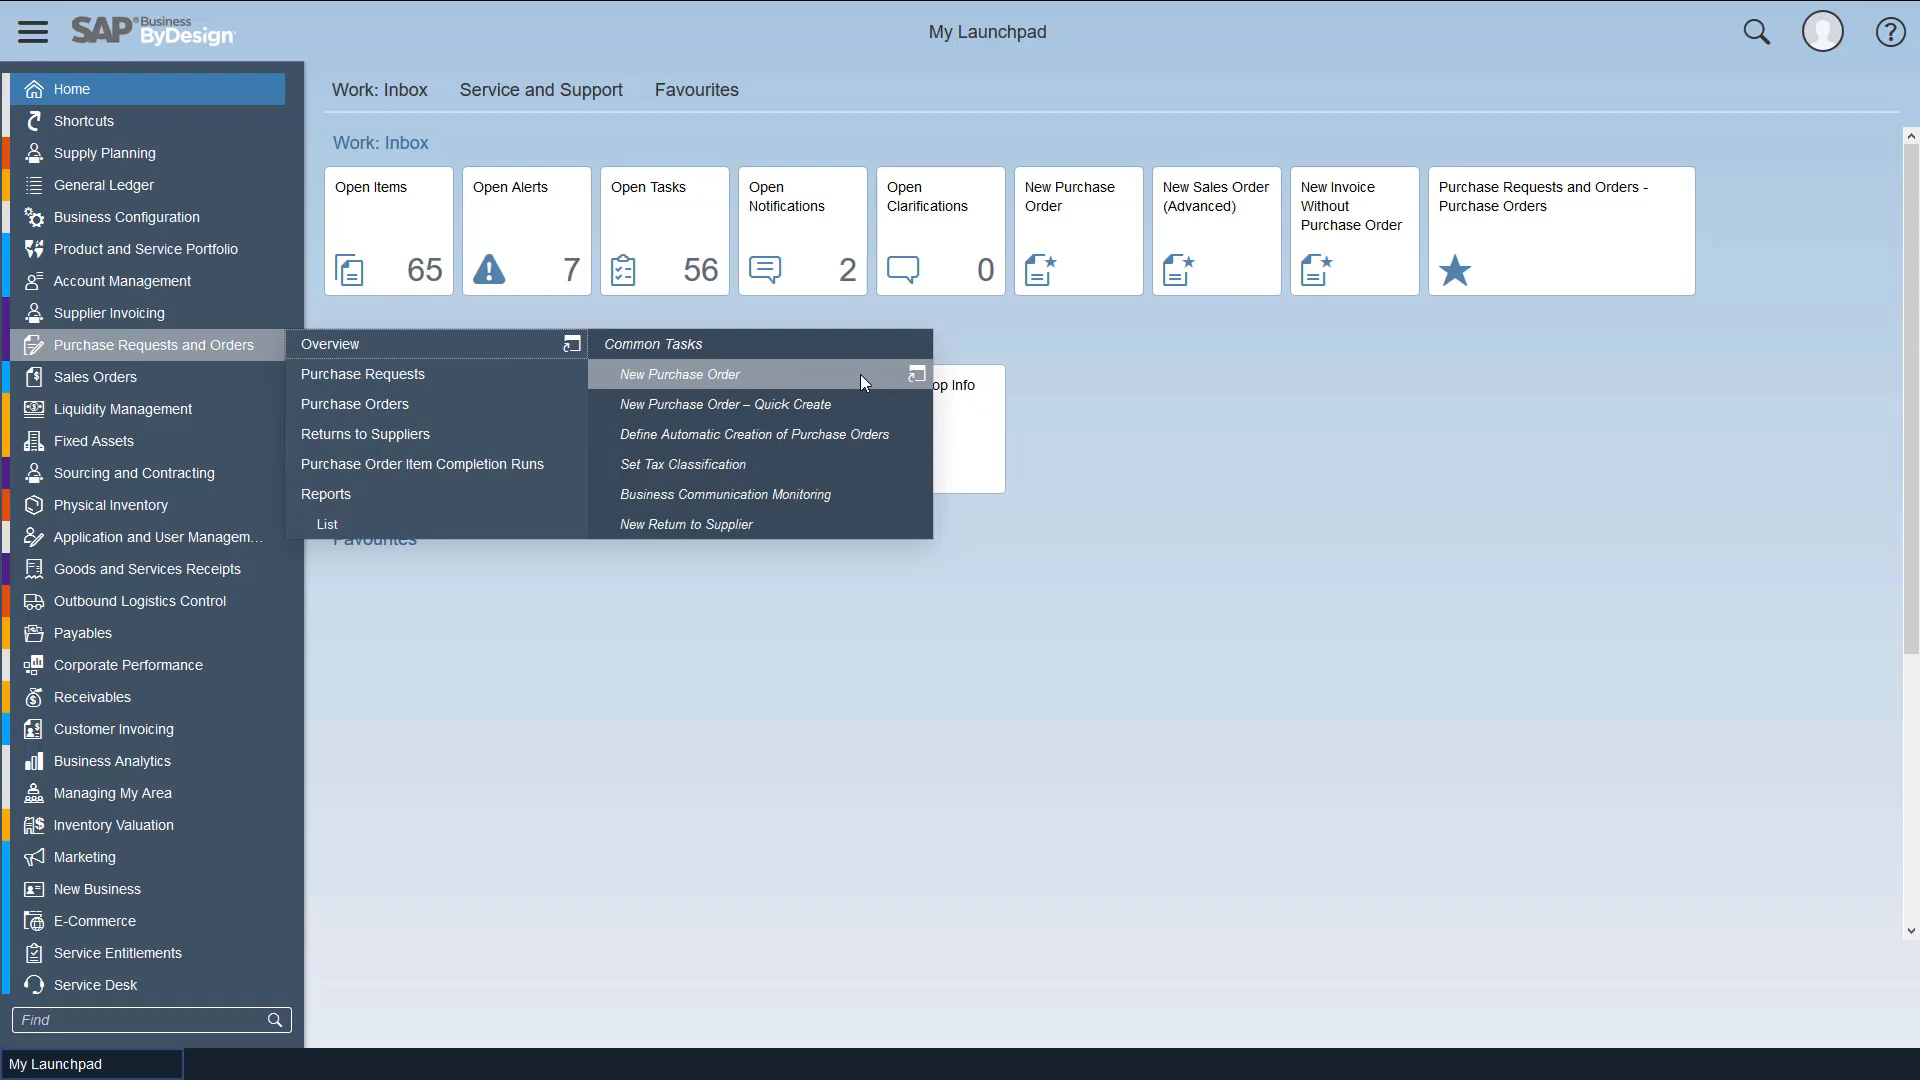 SAP Business ByDesign
My Launchpad
?
Home
Shortcuts
Supply Planning
General Ledger
Business Configuration
Product and Service Portfolio
Account Management
Supplier Invoicing
Purchase Requests and Orders
Sales Orders
Liquidity Management
Fixed Assets
Sourcing and Contracting
Physical Inventory
Application and User Managem...
Goods and Services Receipts
Outbound Logistics Control
Payables
Corporate Performance
Receivables
Customer Invoicing
Business Analytics
Managing My Area
Inventory Valuation
Marketing
New Business
E-Commerce
Service Entitlements
Service Desk
Find
Work: Inbox Service and Support Favourites
Work: Inbox
Open Items
65
Open Alerts
7
Open Tasks
56
Open
Notifications
2
Open
Clarifications
0
New Purchase
Order
New Sales Order
(Advanced)
New Invoice
Without
Purchase Order
Purchase Requests and Orders -
Purchase Orders
Overview
Purchase Requests
Purchase Orders
Returns to Suppliers
Purchase Order Item Completion Runs
Reports
List
Common Tasks
New Purchase Order
New Purchase Order – Quick Create
Define Automatic Creation of Purchase Orders
Set Tax Classification
Business Communication Monitoring
New Return to Supplier
op Info
Favourites
My Launchpad